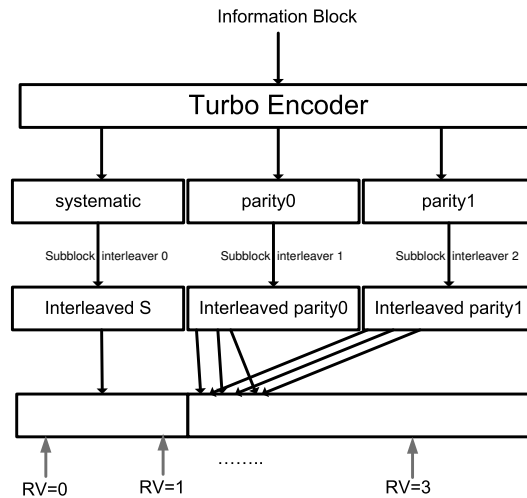 Information Block
Turbo Encoder
systematic parity0 parity1
Subblock interleaver 0 Subblock interleaver 1 Subblock interleaver 2
Interleaved S Interleaved parity0 Interleaved parity1
........
RV=0 RV=1 RV=3